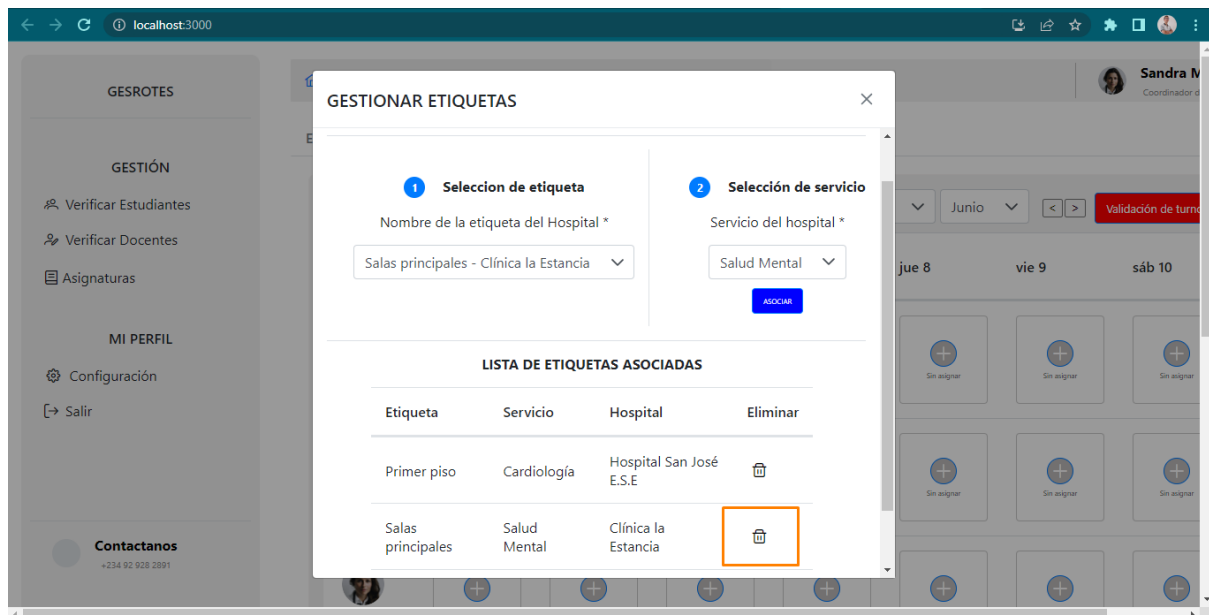 localhost:3000
GESROTES
GESTIÓN
Verificar Estudiantes
Verificar Docentes
Asignaturas
MI PERFIL
Configuración
Salir
Contactanos
+234 92 928 2891
Sandra M
Coordinador d
GESTIONAR ETIQUETAS
1 Seleccion de etiqueta
Nombre de la etiqueta del Hospital *
Salas principales - Clínica la Estancia
2 Selección de servicio
Servicio del hospital *
Salud Mental
ASOCIAR
LISTA DE ETIQUETAS ASOCIADAS
Etiqueta Servicio Hospital Eliminar
Primer piso Cardiología Hospital San José
E.S.E
Salas Salud Clínica la
principales Mental Estancia
Junio < > Validación de turno
jue 8 vie 9 sáb 10
Sin asignar Sin asignar Sin asignar
Sin asignar Sin asignar Sin asignar